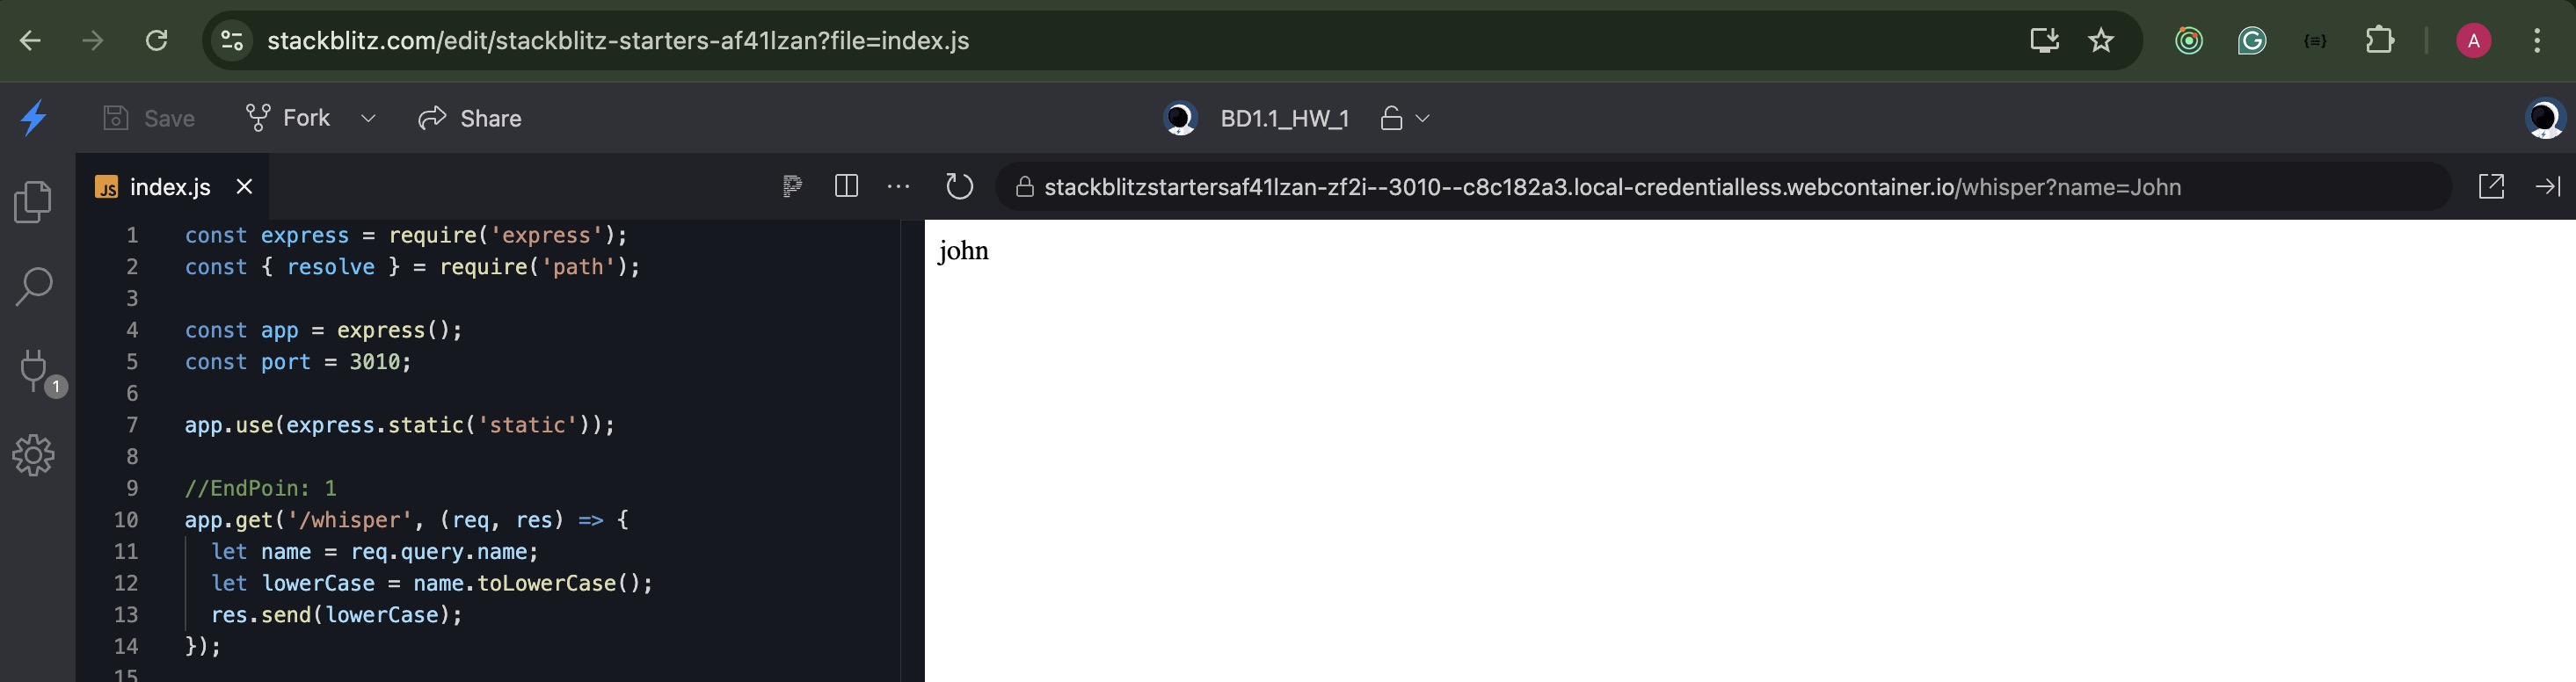 stackblitz.com/edit/stackblitz-starters-af41lzan?file=index.js
A
Save Fork Share BD1.1_HW_1
JS index.js stackblitzstartersaf41lzan-zf2i--3010--c8c182a3.local-credentialless.webcontainer.io/whisper?name=John
1 const express = require('express');
2 const { resolve } = require('path');
3
4 const app = express();
5 const port = 3010;
6
7 app.use(express.static('static'));
8
9 //EndPoin: 1
10 app.get('/whisper', (req, res) => {
11 let name = req.query.name;
12 let lowerCase = name.toLowerCase();
13 res.send(lowerCase);
14 });
15
1
john